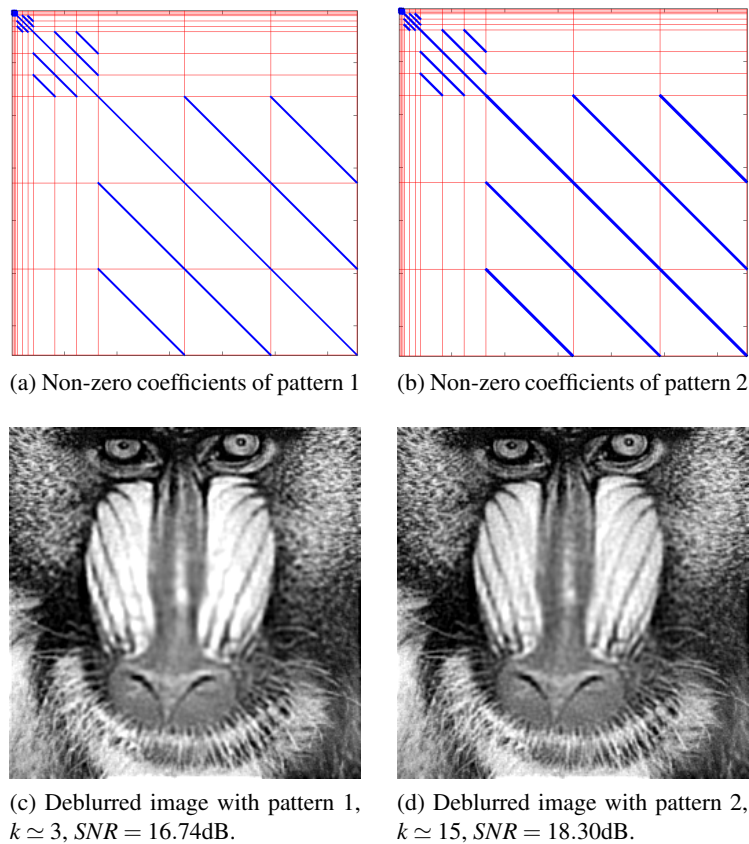 (a) Non-zero coefficients of pattern 1
(b) Non-zero coefficients of pattern 2
(c) Deblurred image with pattern 1,
k ≃ 3, SNR = 16.74dB.
(d) Deblurred image with pattern 2,
k ≃ 15, SNR = 18.30dB.